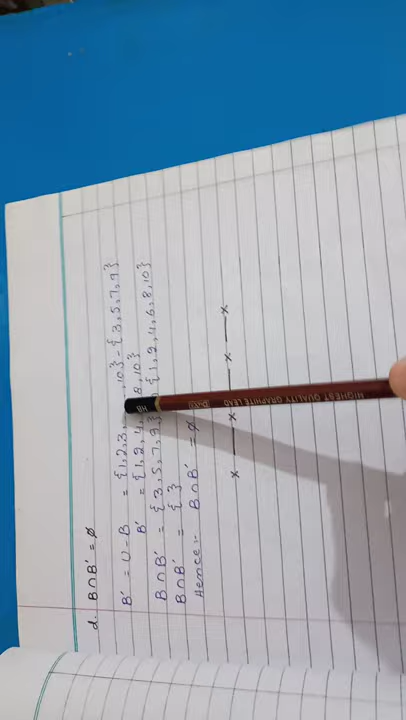 d. B∩B' = ∅
B' = U - B = {1,2,3, 10} - {3,5,7,9}
B' = {1,2,4, 8,10}
B∩B' = {3,5,7,9} {1,2,4,6,8,10}
B∩B' = { }
Hence:- B∩B' = ∅
x — x — x — x
HIGHEST QUALITY GRAPHITE LEAD
HB